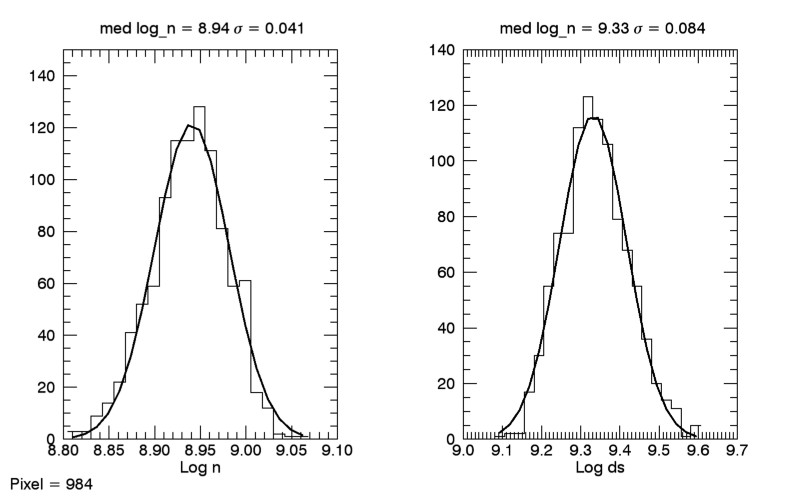 med log_n = 8.94 σ = 0.041
140
120
100
80
60
40
20
0
8.80 8.85 8.90 8.95 9.00 9.05 9.10
Log n
med log_n = 9.33 σ = 0.084
140
120
100
80
60
40
20
0
9.0 9.1 9.2 9.3 9.4 9.5 9.6 9.7
Log ds
Pixel = 984